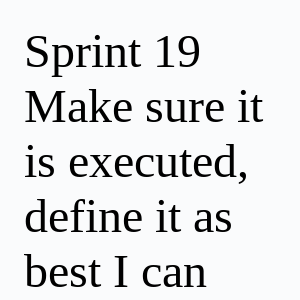 Sprint 19
Make sure it
is executed,
define it as
best I can